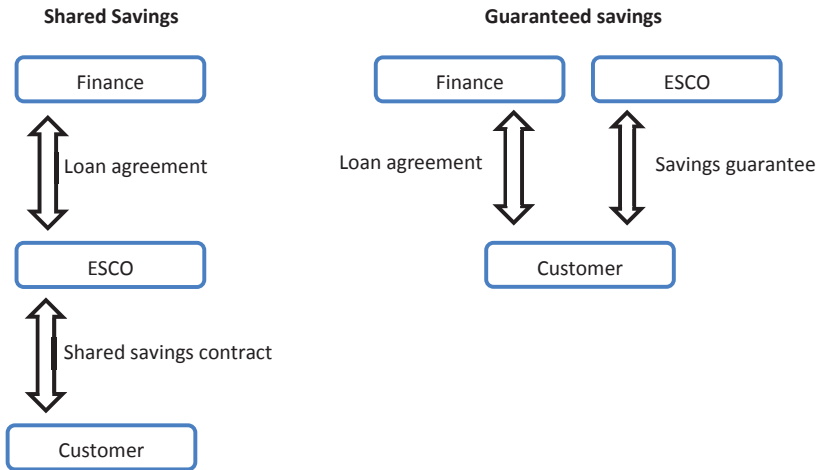 Shared Savings
Finance
Loan agreement
ESCO
Shared savings contract
Customer
Guaranteed savings
Finance
ESCO
Loan agreement
Savings guarantee
Customer